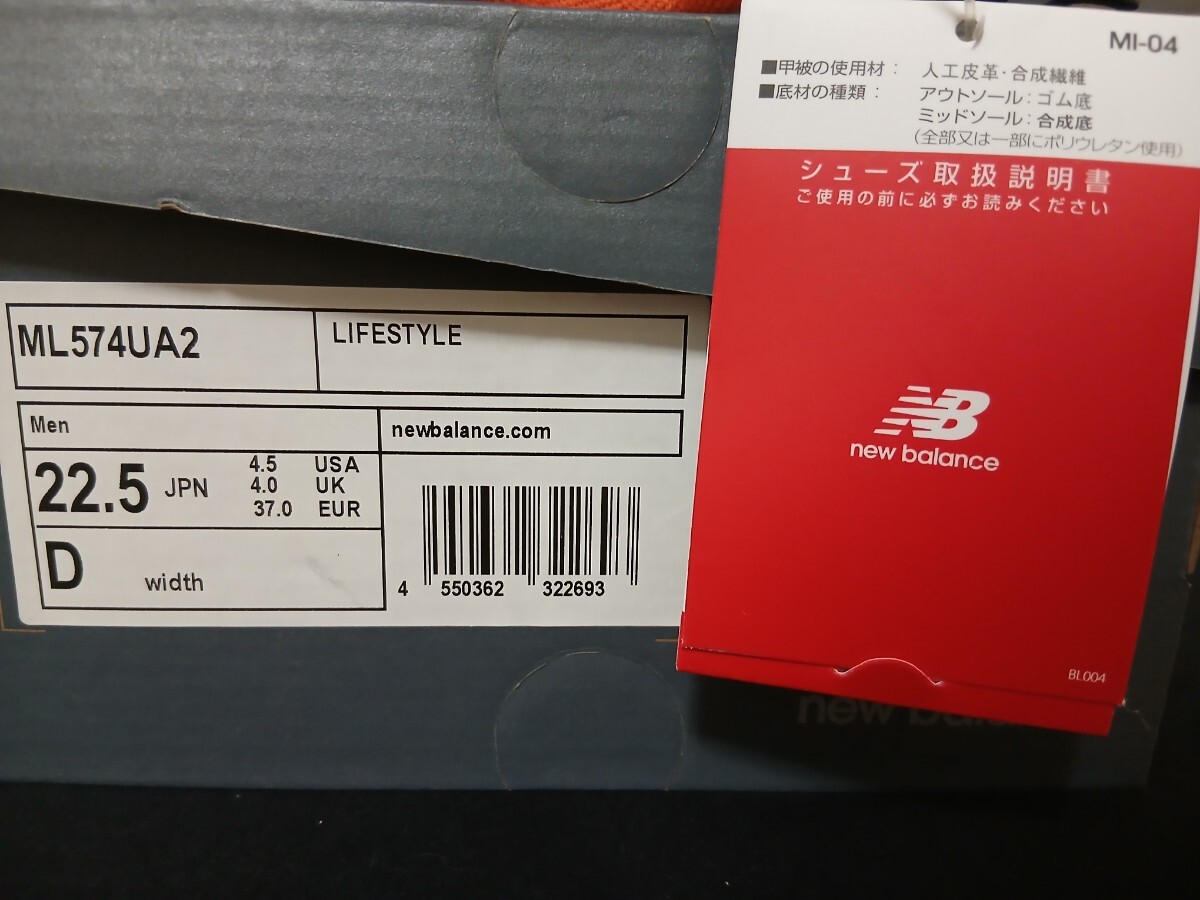 MI-04
■甲被の使用材： 人工皮革・合成繊維
■底材の種類： アウトソール：ゴム底
ミッドソール：合成底
(全部又は一部にポリウレタン使用)
シューズ取扱説明書
ご使用の前に必ずお読みください
NB
new balance
BL004
ML574UA2
LIFESTYLE
Men
newbalance.com
22.5 JPN
4.5 USA
4.0 UK
37.0 EUR
D width
4 550362 322693
new balance